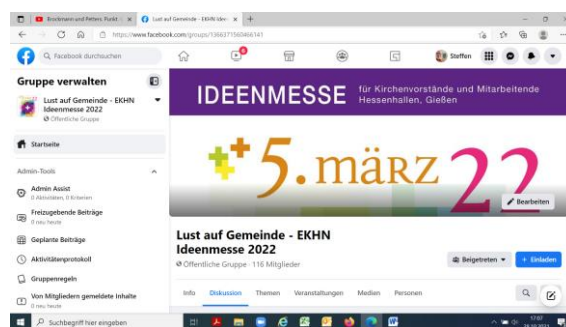 Brockmann und Petters. Punkt
Lust auf Gemeinde - EKHN Idee
https://www.facebook.com/groups/1366371560466141
Facebook durchsuchen
Steffen
Gruppe verwalten
Lust auf Gemeinde - EKHN
Ideenmesse 2022
Öffentliche Gruppe
Startseite
Admin-Tools
Admin Assist
0 Aktivitäten, 0 Kriterien
Freizugebende Beiträge
0 neu heute
Geplante Beiträge
Aktivitätenprotokoll
Gruppenregeln
Von Mitgliedern gemeldete Inhalte
0 neu heute
IDEENMESSE
für Kirchenvorstände und Mitarbeitende
Hessenhallen, Gießen
5. märz 22
Bearbeiten
Lust auf Gemeinde - EKHN
Ideenmesse 2022
Öffentliche Gruppe · 116 Mitglieder
Beigetreten
+ Einladen
Info Diskussion Themen Veranstaltungen Medien Personen
Suchbegriff hier eingeben
17:07